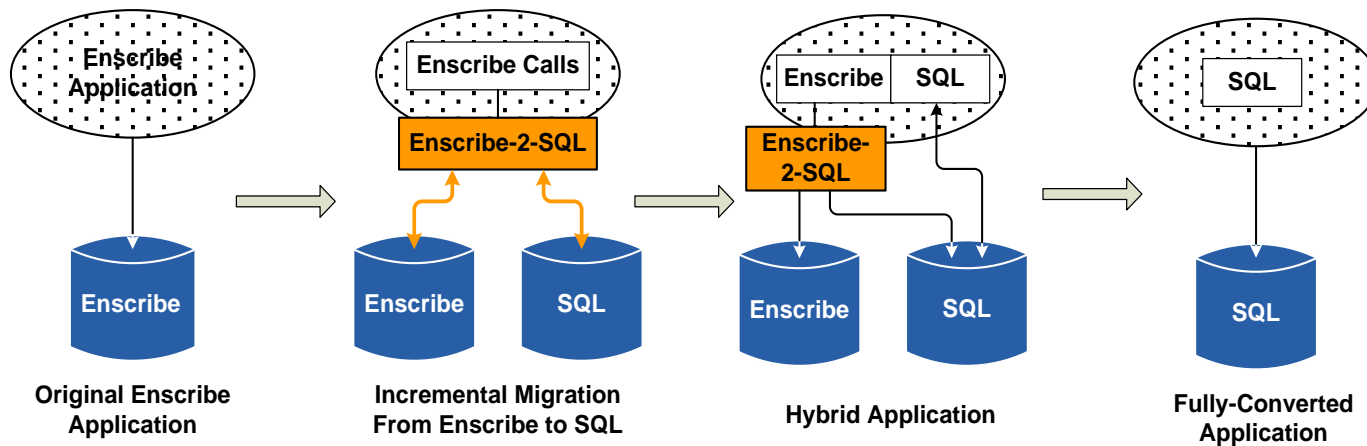 Enscribe
Application
Enscribe
Original Enscribe
Application
Enscribe Calls
Enscribe-2-SQL
Enscribe
SQL
Incremental Migration
From Enscribe to SQL
Enscribe
SQL
Enscribe-
2-SQL
Enscribe
SQL
Hybrid Application
SQL
SQL
Fully-Converted
Application